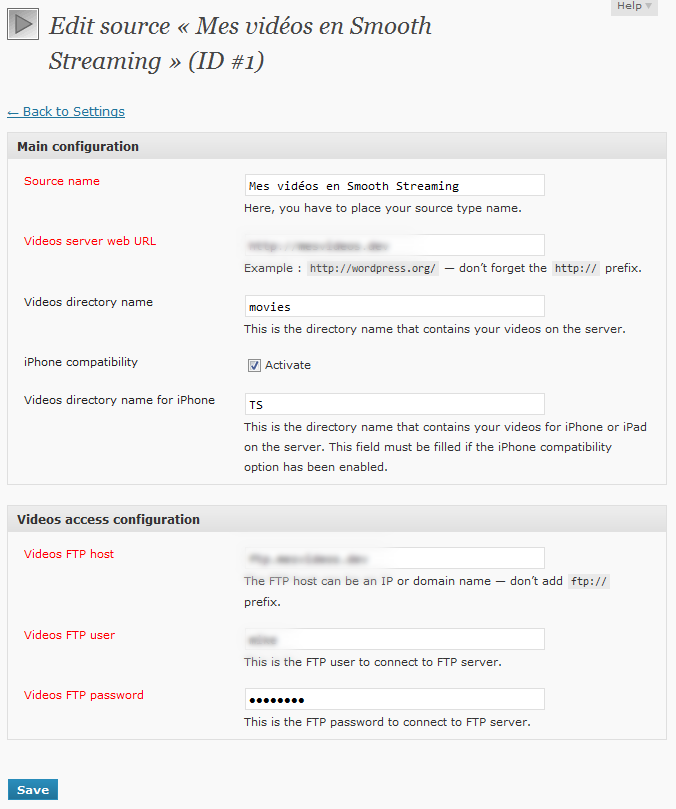 Help
Edit source « Mes vidéos en Smooth
Streaming » (ID #1)
← Back to Settings
Main configuration
Source name
Mes vidéos en Smooth Streaming
Here, you have to place your source type name.
Videos server web URL
Example : http://wordpress.org/ — don’t forget the http:// prefix.
Videos directory name
movies
This is the directory name that contains your videos on the server.
iPhone compatibility
Activate
Videos directory name for iPhone
TS
This is the directory name that contains your videos for iPhone or iPad
on the server. This field must be filled if the iPhone compatibility
option has been enabled.
Videos access configuration
Videos FTP host
The FTP host can be an IP or domain name — don’t add ftp://
prefix.
Videos FTP user
This is the FTP user to connect to FTP server.
Videos FTP password
••••••••
This is the FTP password to connect to FTP server.
Save